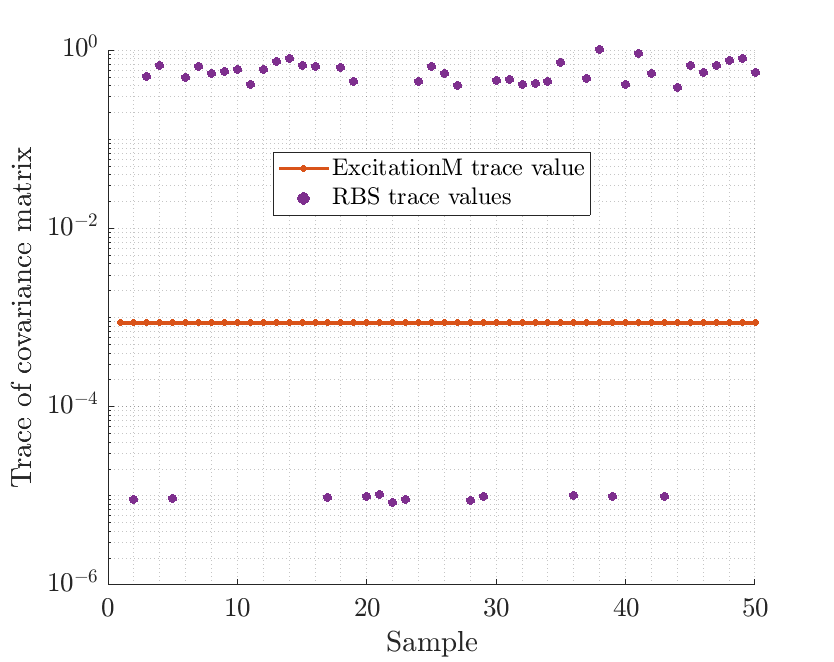 10^0
10^-2
10^-4
10^-6
Trace of covariance matrix
ExcitationM trace value
RBS trace values
0 10 20 30 40 50
Sample